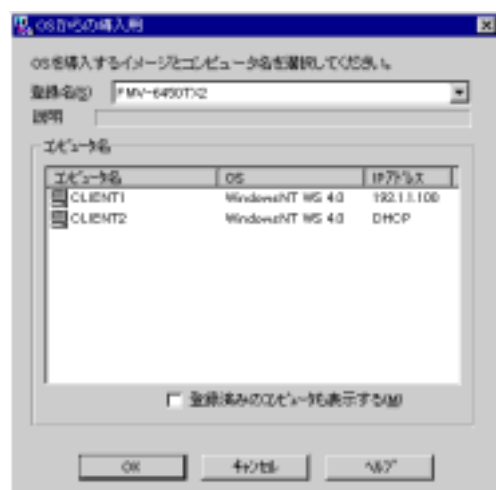 OSからの導入用
OSを導入するイメージとコンピュータ名を選択してください。
登録名(S) FMV-6450TX2
説明
コンピュータ名
コンピュータ名 OS IPアドレス
CLIENT1 WindowsNT WS 4.0 192.1.1.100
CLIENT2 WindowsNT WS 4.0 DHCP
登録済みのコンピュータも表示する(M)
OK キャンセル ヘルプ